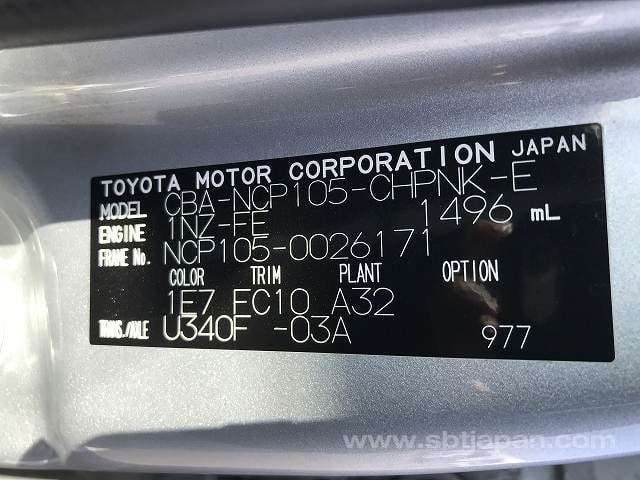 TOYOTA MOTOR CORPORATION JAPAN
MODEL CBA-NCP105-CHPNK-E
ENGINE 1NZ-FE 1496 mL
FRAME No. NCP105-0026171
COLOR TRIM PLANT OPTION
1E7 FC10 A32
TRANS./AXLE U340F -03A 977
www.sbtjapan.com